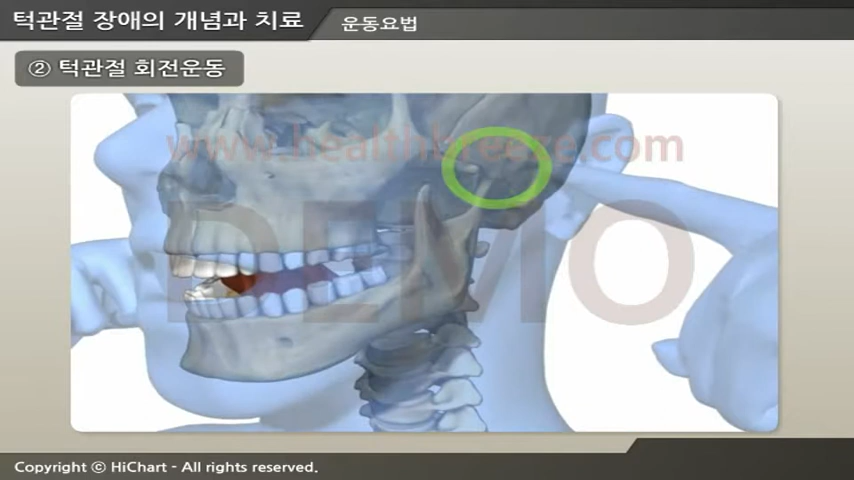 턱관절 장애의 개념과 치료
운동요법
② 턱관절 회전운동
www.healthbreeze.com
DEMO
Copyright ⓒ HiChart - All rights reserved.